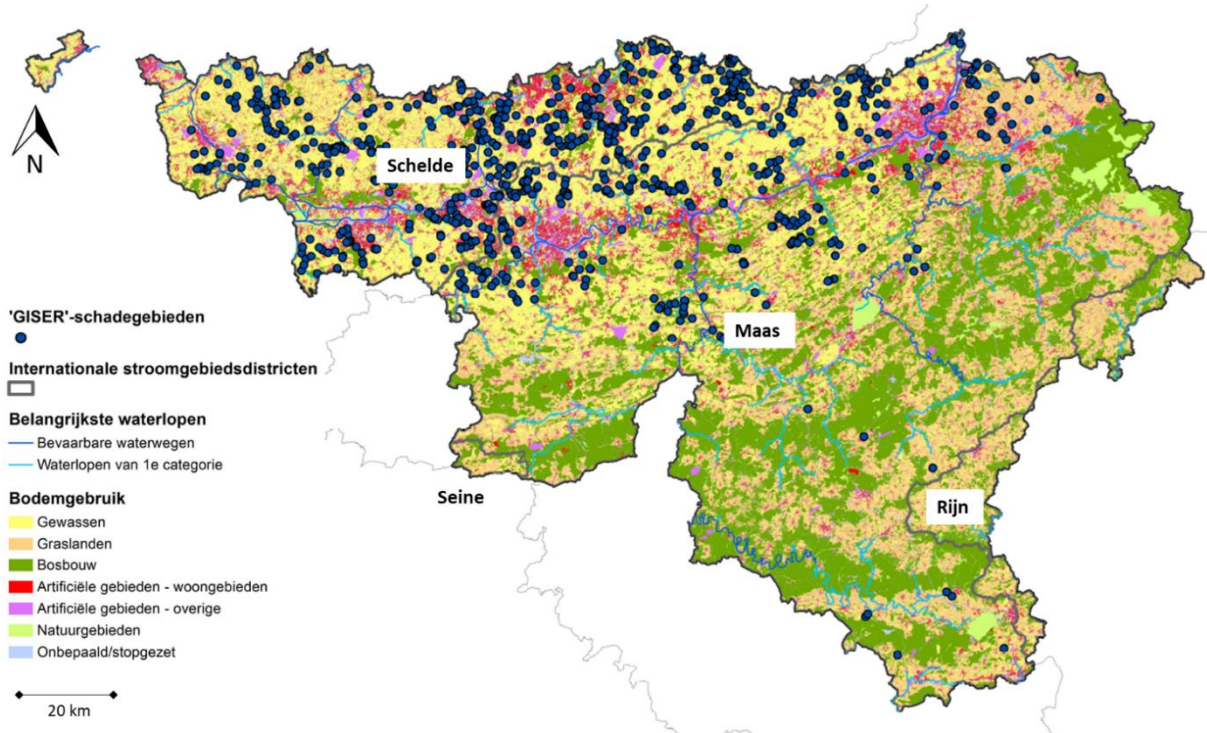 Schelde
N
'GISER'-schadegebieden
Internationale stroomgebiedsdistricten
Maas
Belangrijkste waterlopen
Bevaarbare waterwegen
Waterlopen van 1e categorie
Seine
Rijn
Bodemgebruik
Gewassen
Graslanden
Bosbouw
Artificiële gebieden - woongebieden
Artificiële gebieden - overige
Natuurgebieden
Onbepaald/stopgezet
20 km